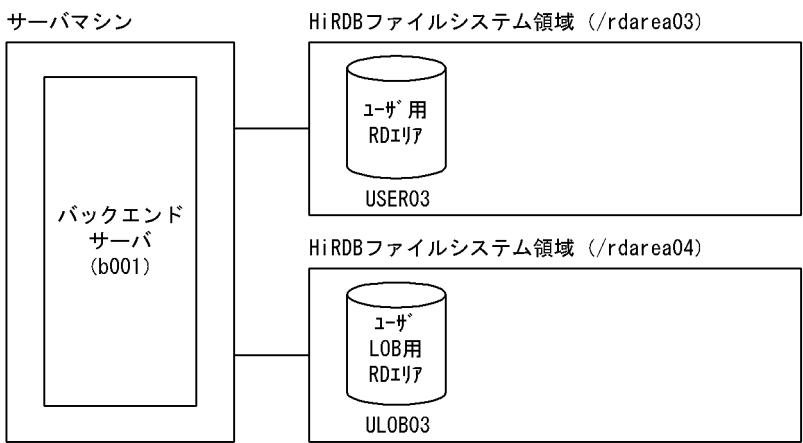 サーバマシン
HiRDBファイルシステム領域（/rdarea03）
ﾕｰｻﾞ用
RDｴﾘｱ
USER03
バックエンド
サーバ
（b001）
HiRDBファイルシステム領域（/rdarea04）
ﾕｰｻﾞ
LOB用
RDｴﾘｱ
ULOB03